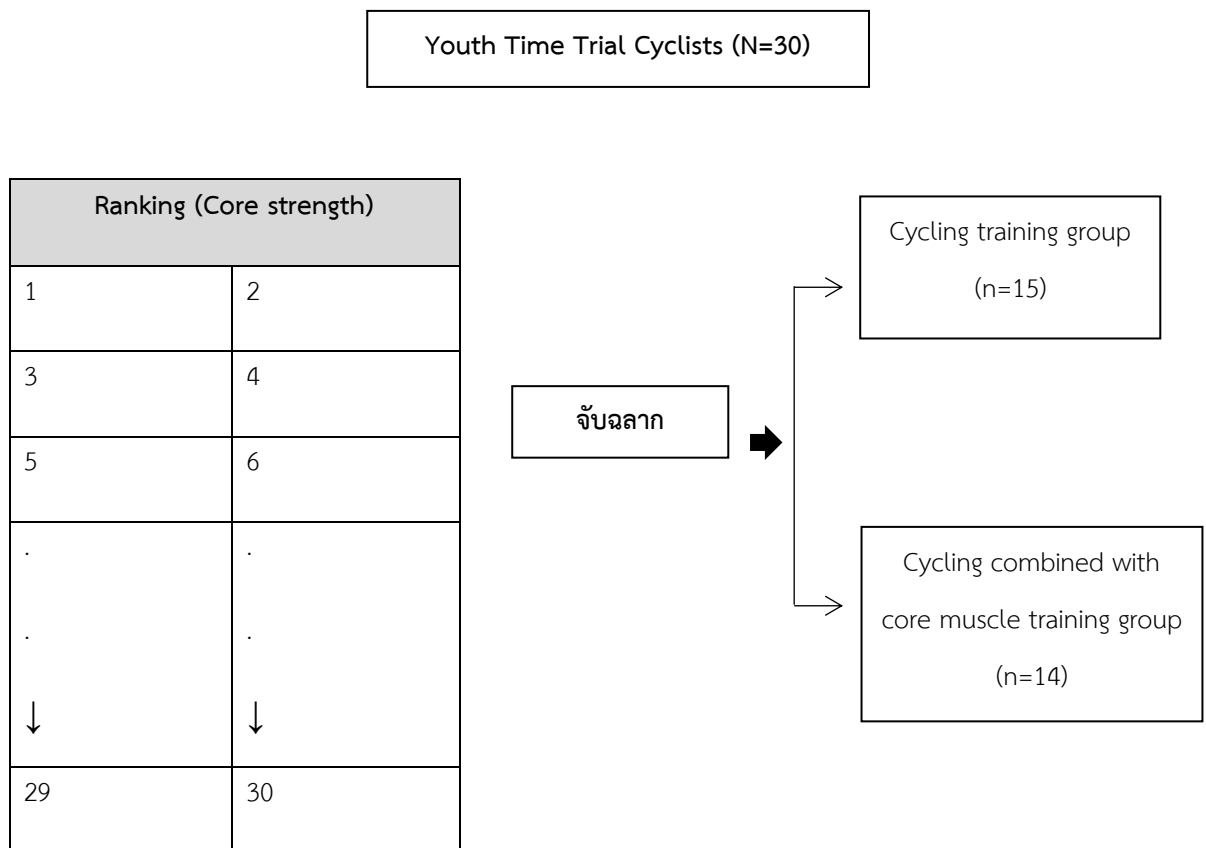 Youth Time Trial Cyclists (N=30)
Ranking (Core strength)
1 2
3 4
5 6
. .
. .
↓ ↓
29 30
จับฉลาก
Cycling training group
(n=15)
Cycling combined with
core muscle training group
(n=14)